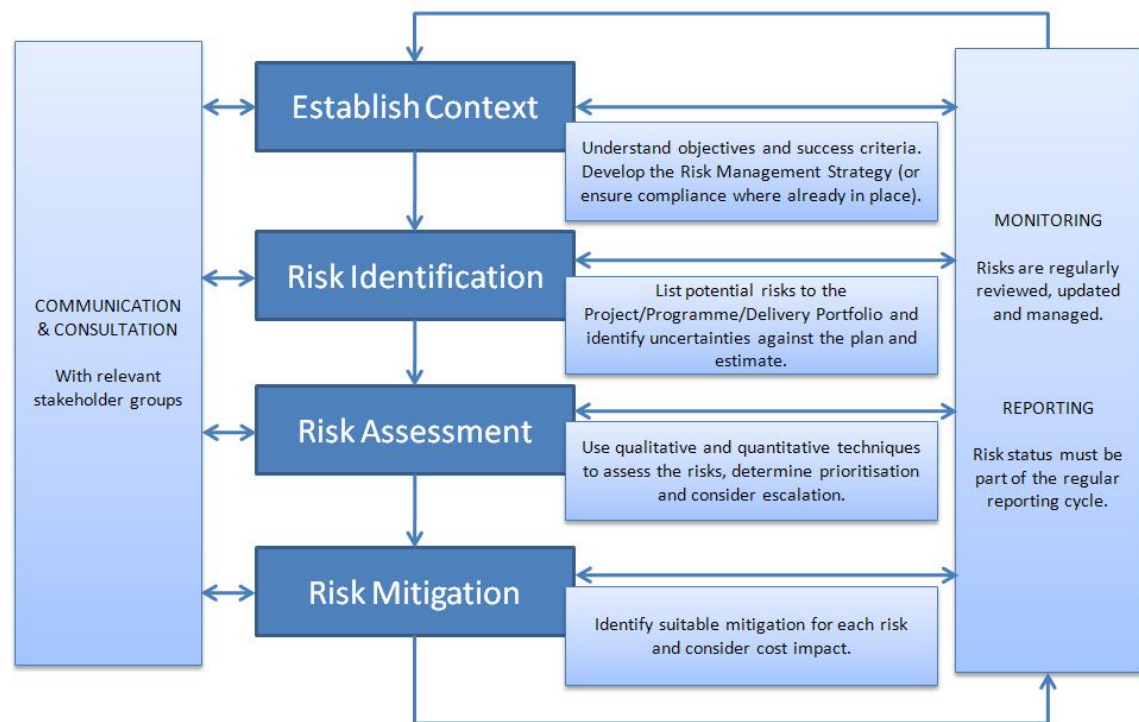 COMMUNICATION
& CONSULTATION
With relevant
stakeholder groups
Establish Context
Understand objectives and success criteria.
Develop the Risk Management Strategy (or
ensure compliance where already in place).
Risk Identification
List potential risks to the
Project/Programme/Delivery Portfolio and
identify uncertainties against the plan and
estimate.
Risk Assessment
Use qualitative and quantitative techniques
to assess the risks, determine prioritisation
and consider escalation.
Risk Mitigation
Identify suitable mitigation for each risk
and consider cost impact.
MONITORING
Risks are regularly
reviewed, updated
and managed.
REPORTING
Risk status must be
part of the regular
reporting cycle.